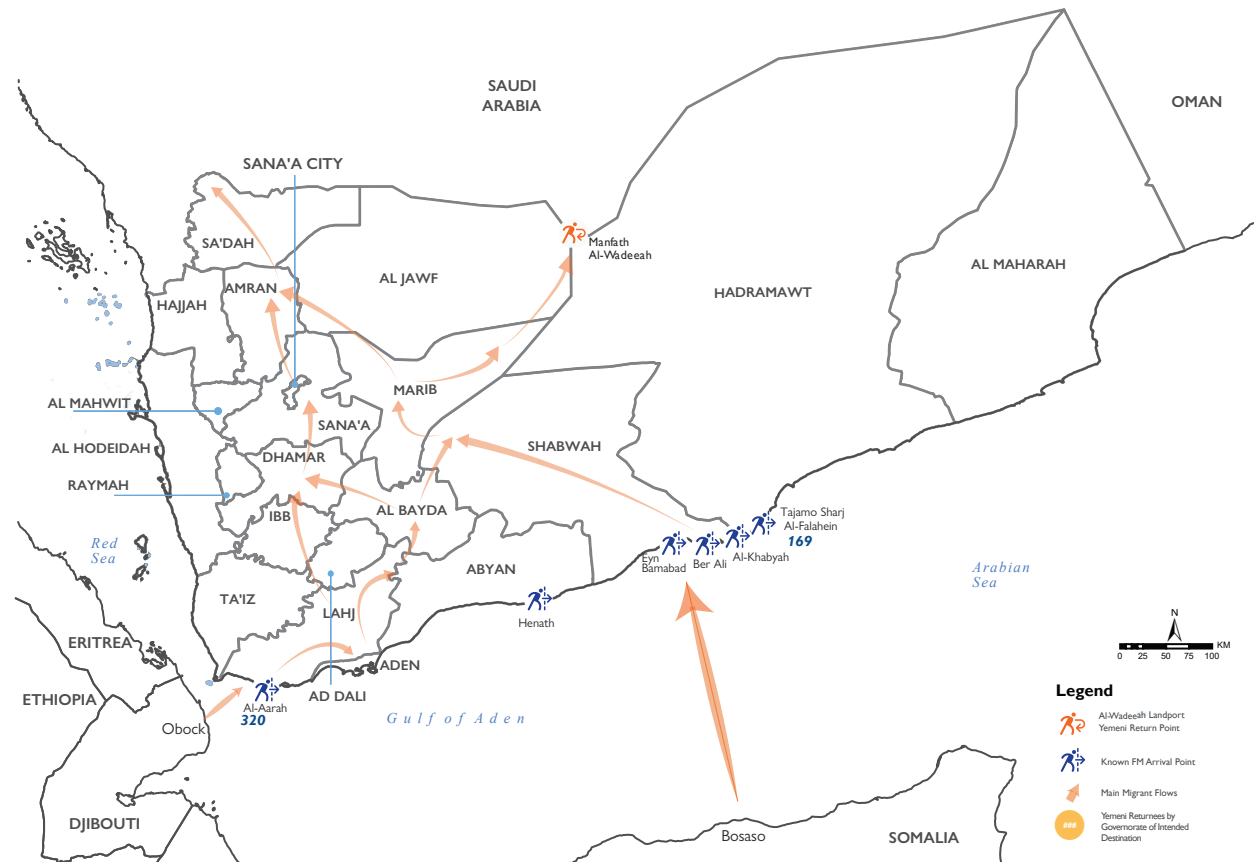 SAUDI
ARABIA
OMAN
SANA'A CITY
SA'DAH
Manfath
Al-Wadeeah
AL JAWF
AL MAHARAH
HADRAMAWT
AMRAN
HAJJAH
MARIB
AL MAHWIT
SANA'A
AL HODEIDAH
SHABWAH
DHAMAR
RAYMAH
AL BAYDA
IBB
Tajamo Sharj
Al-Falahein
169
Red
Sea
Eyn
Bamabad
Ber Ali
Al-Khabyah
ABYAN
Arabian
Sea
TA'IZ
LAHJ
Henath
N
ERITREA
KM
0 25 50 75 100
ADEN
ETHIOPIA
AD DALI
Al-Aarah
320
Obock
Gulf of Aden
Legend
Al-Wadeeah Landport
Yemeni Return Point
Known FM Arrival Point
Main Migrant Flows
###
Yemeni Returnees by
Governorate of Intended
Destination
DJIBOUTI
Bosaso
SOMALIA